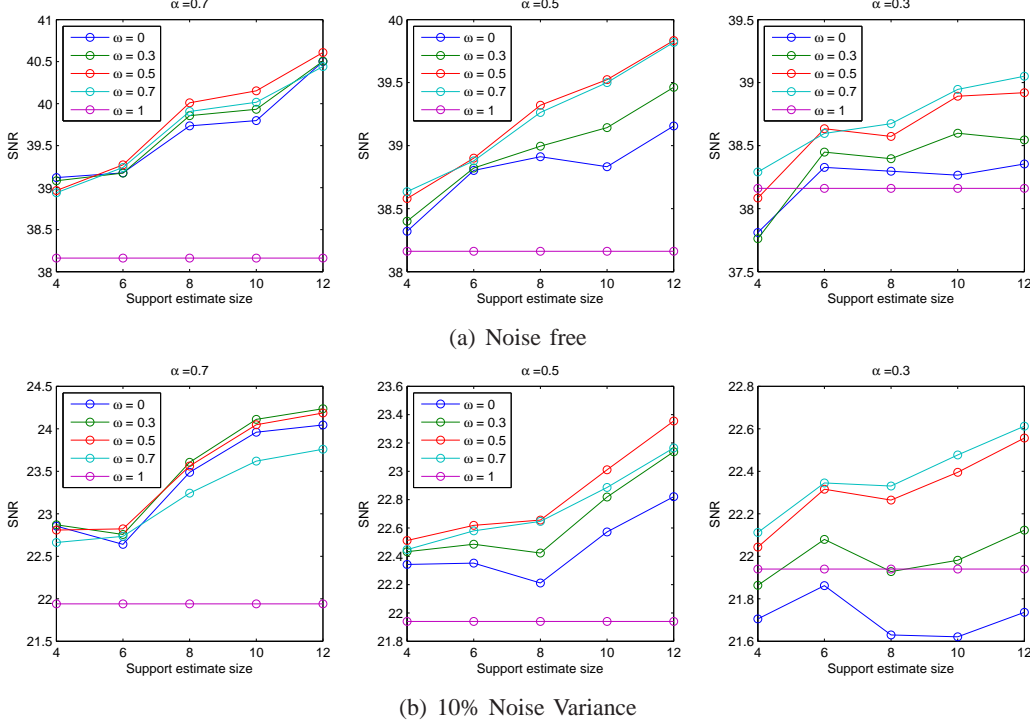 α =0.7
41
40.5
40
39.5
39
38.5
38
SNR
ω = 0
ω = 0.3
ω = 0.5
ω = 0.7
ω = 1
4 6 8 10 12
Support estimate size
α =0.5
40
39.5
39
38.5
38
SNR
ω = 0
ω = 0.3
ω = 0.5
ω = 0.7
ω = 1
4 6 8 10 12
Support estimate size
α =0.3
39.5
39
38.5
38
37.5
SNR
ω = 0
ω = 0.3
ω = 0.5
ω = 0.7
ω = 1
4 6 8 10 12
Support estimate size
(a) Noise free
α =0.7
24.5
24
23.5
23
22.5
22
21.5
SNR
ω = 0
ω = 0.3
ω = 0.5
ω = 0.7
ω = 1
4 6 8 10 12
Support estimate size
α =0.5
23.6
23.4
23.2
23
22.8
22.6
22.4
22.2
22
21.8
SNR
ω = 0
ω = 0.3
ω = 0.5
ω = 0.7
ω = 1
4 6 8 10 12
Support estimate size
α =0.3
22.8
22.6
22.4
22.2
22
21.8
21.6
SNR
4 6 8 10 12
Support estimate size
(b) 10% Noise Variance